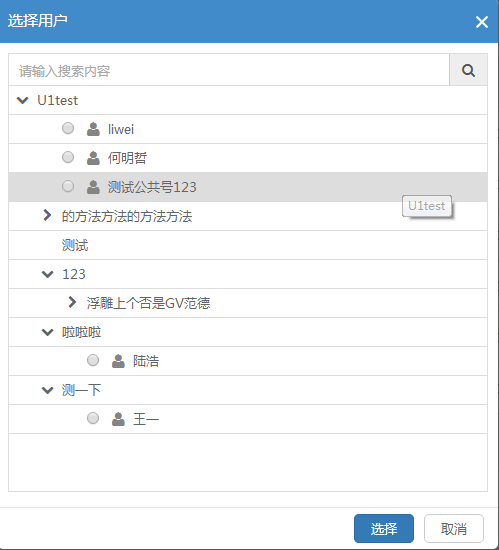 选择用户
请输入搜索内容
U1test
liwei
何明哲
测试公共号123
U1test
的方法方法的方法方法
测试
123
浮雕上个否是GV范德
啦啦啦
陆浩
测一下
王一
选择 取消